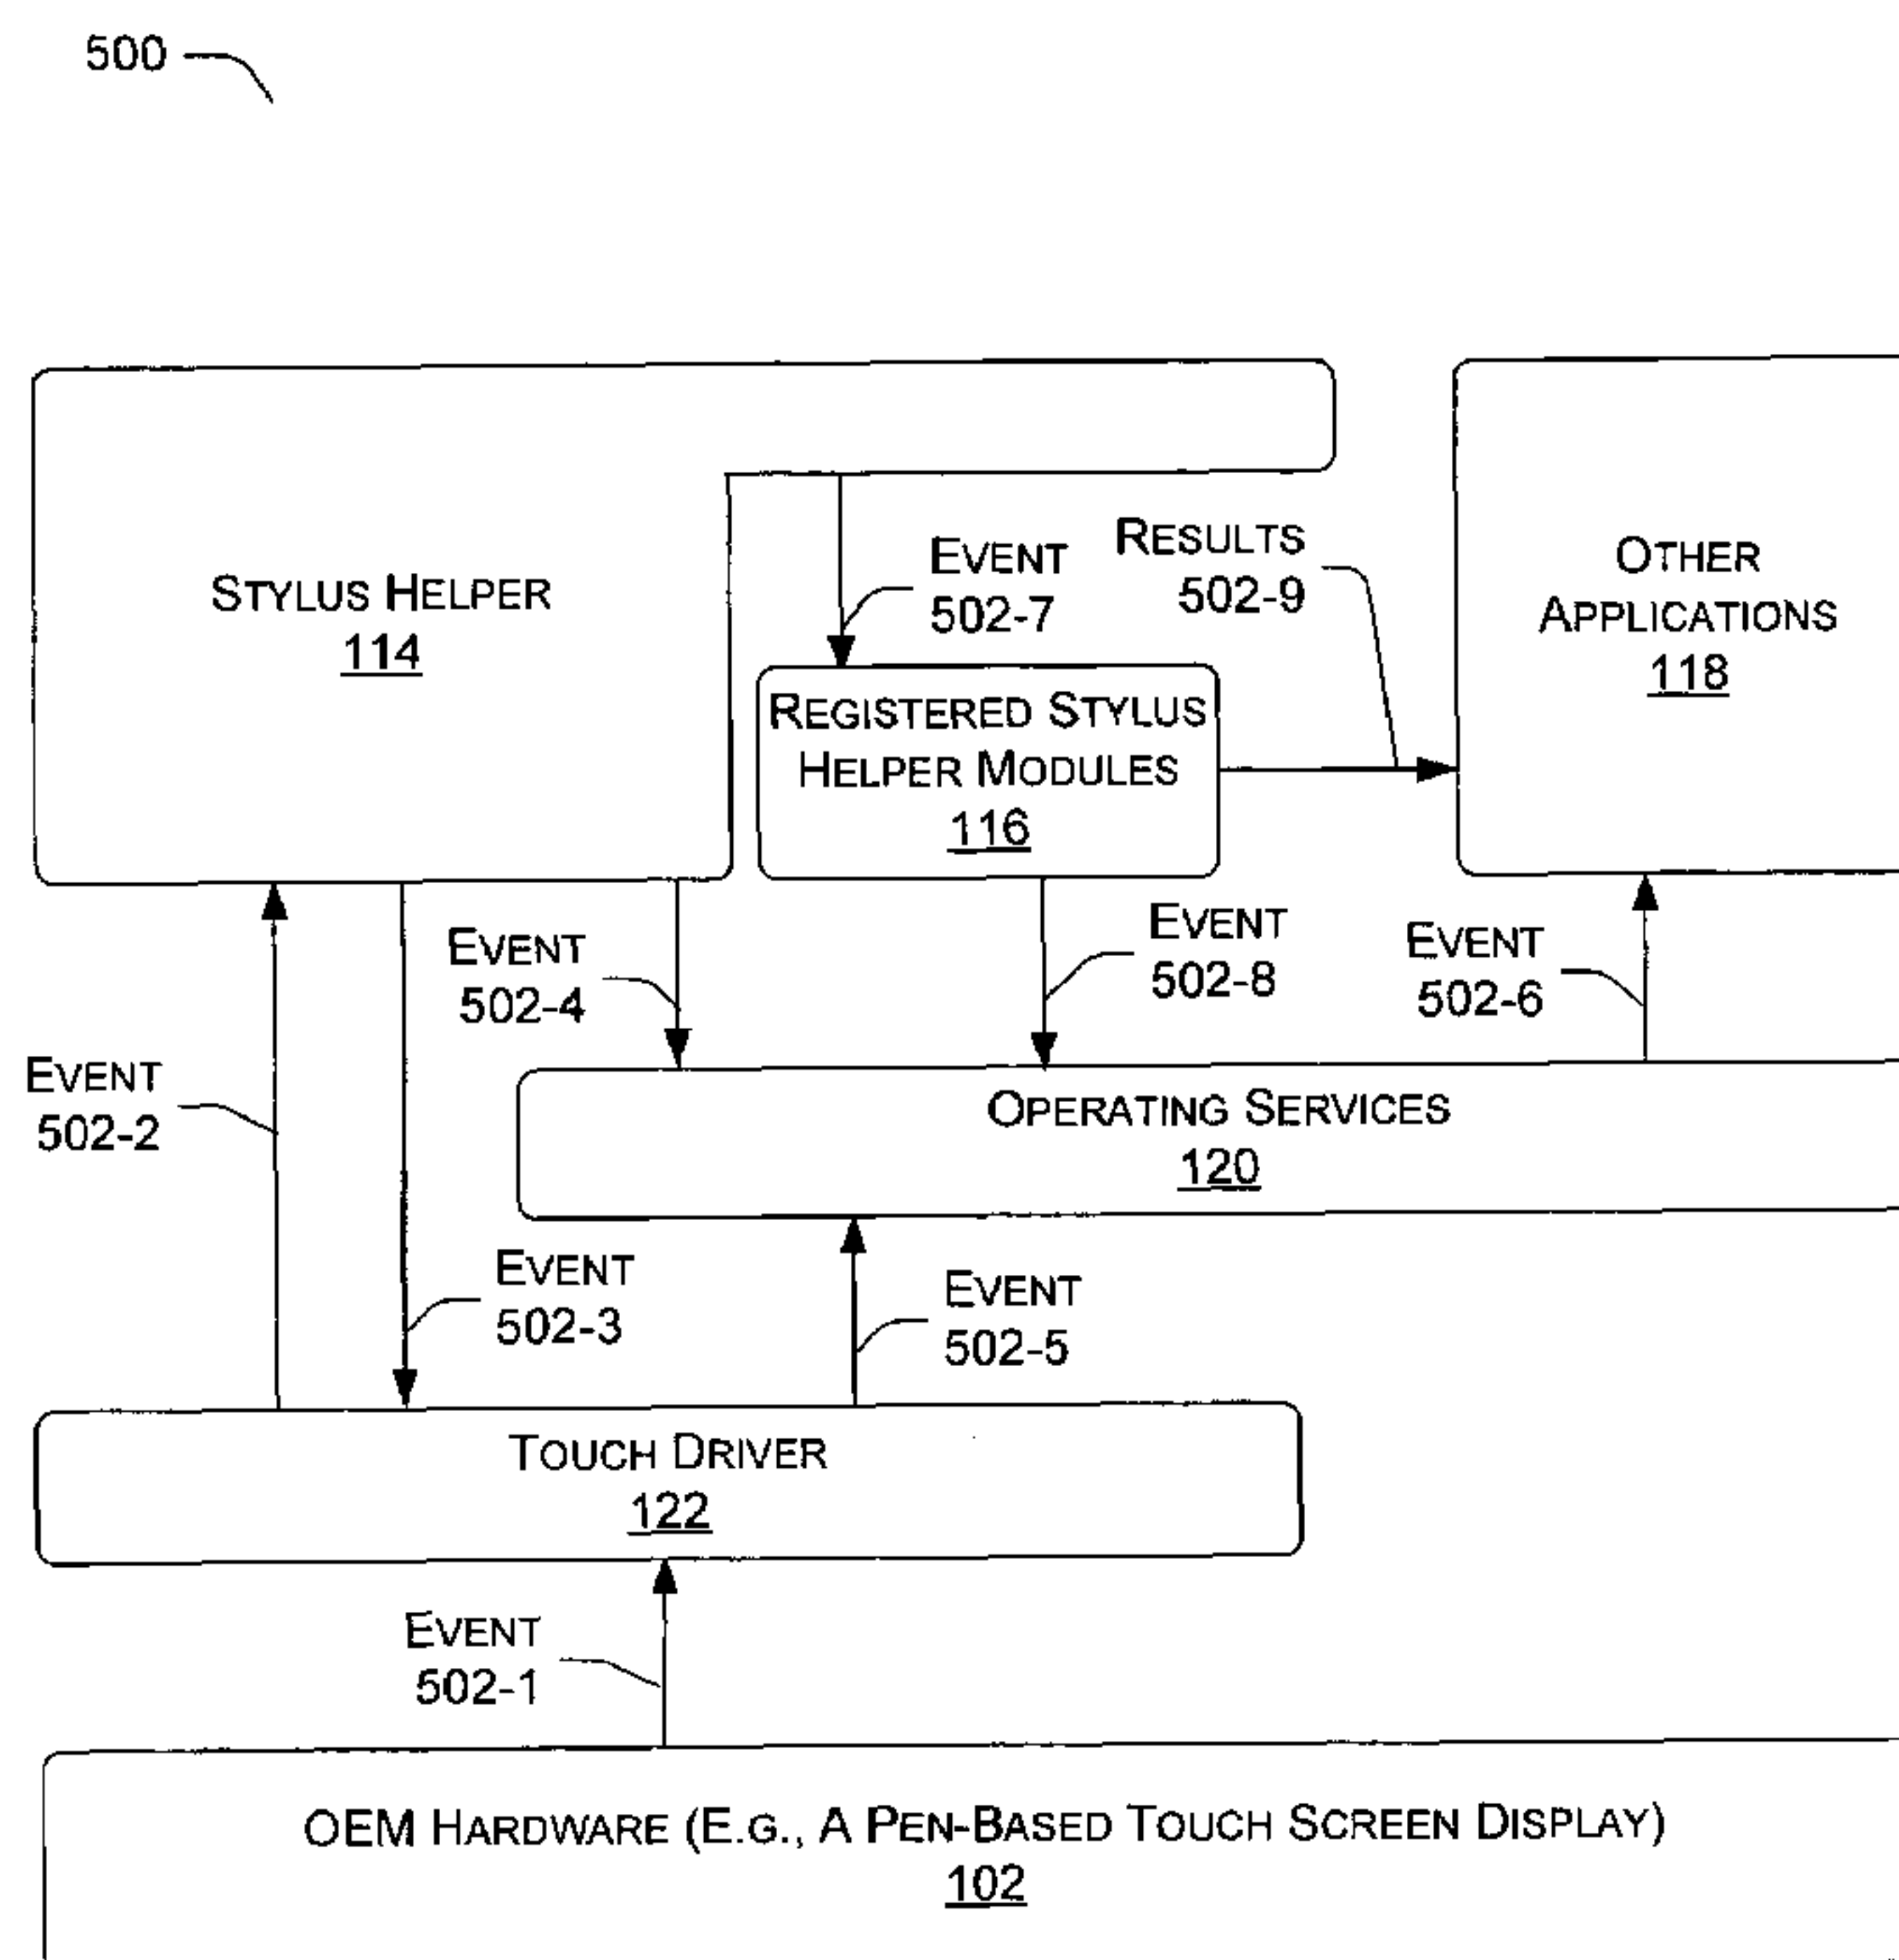 500
STYLUS HELPER
114
EVENT
502-7
RESULTS
502-9
OTHER
APPLICATIONS
118
REGISTERED STYLUS
HELPER MODULES
116
EVENT
502-4
EVENT
502-8
EVENT
502-6
EVENT
502-2
OPERATING SERVICES
120
EVENT
502-3
EVENT
502-5
TOUCH DRIVER
122
EVENT
502-1
OEM HARDWARE (E.G., A PEN-BASED TOUCH SCREEN DISPLAY)
102